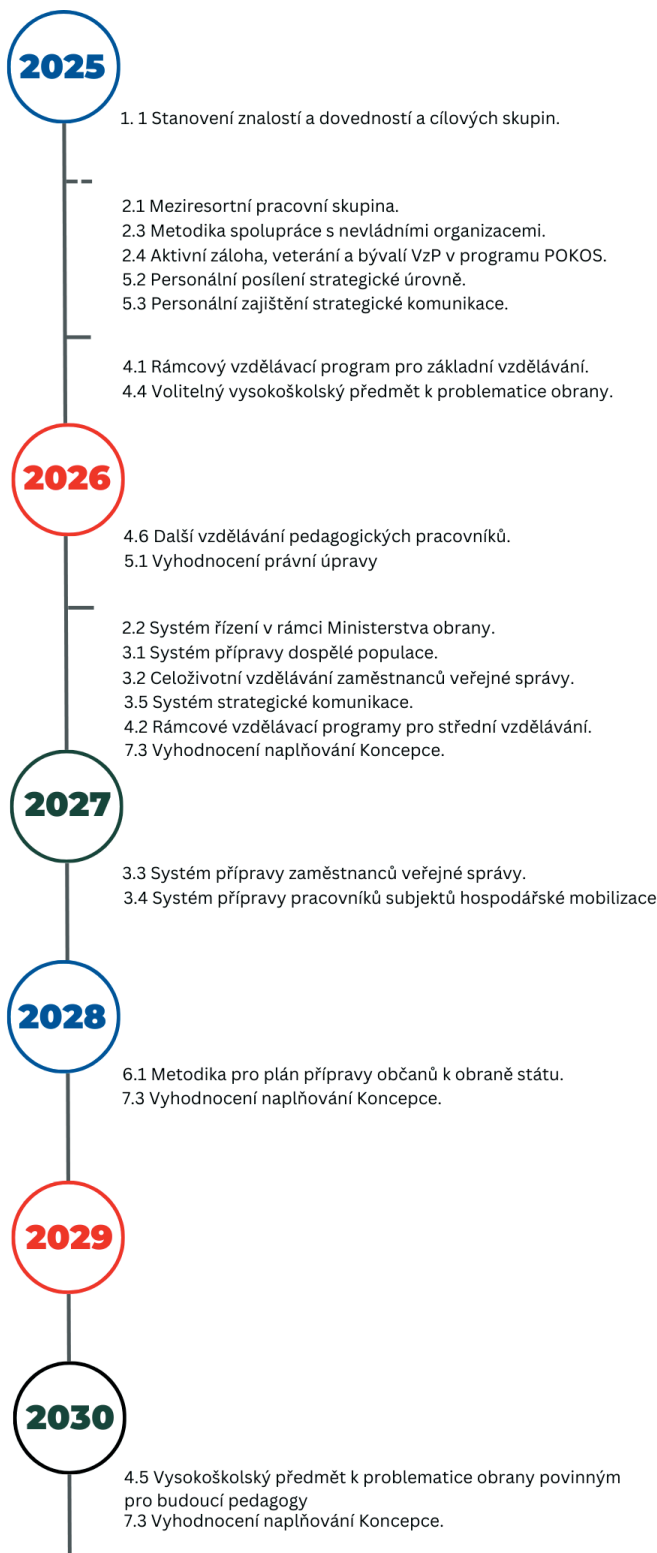 2025
1. 1 Stanovení znalostí a dovedností a cílových skupin.
2.1 Meziresortní pracovní skupina.
2.3 Metodika spolupráce s nevládními organizacemi.
2.4 Aktivní záloha, veteráni a bývalí VzP v programu POKOS.
5.2 Personální posílení strategické úrovně.
5.3 Personální zajištění strategické komunikace.
4.1 Rámcový vzdělávací program pro základní vzdělávání.
4.4 Volitelný vysokoškolský předmět k problematice obrany.
2026
4.6 Další vzdělávání pedagogických pracovníků.
5.1 Vyhodnocení právní úpravy
2.2 Systém řízení v rámci Ministerstva obrany.
3.1 Systém přípravy dospělé populace.
3.2 Celoživotní vzdělávání zaměstnanců veřejné správy.
3.5 Systém strategické komunikace.
4.2 Rámcové vzdělávací programy pro střední vzdělávání.
7.3 Vyhodnocení naplňování Koncepce.
2027
3.3 Systém přípravy zaměstnanců veřejné správy.
3.4 Systém přípravy pracovníků subjektů hospodářské mobilizace
2028
6.1 Metodika pro plán přípravy občanů k obraně státu.
7.3 Vyhodnocení naplňování Koncepce.
2029
2030
4.5 Vysokoškolský předmět k problematice obrany povinným
pro budoucí pedagogy
7.3 Vyhodnocení naplňování Koncepce.